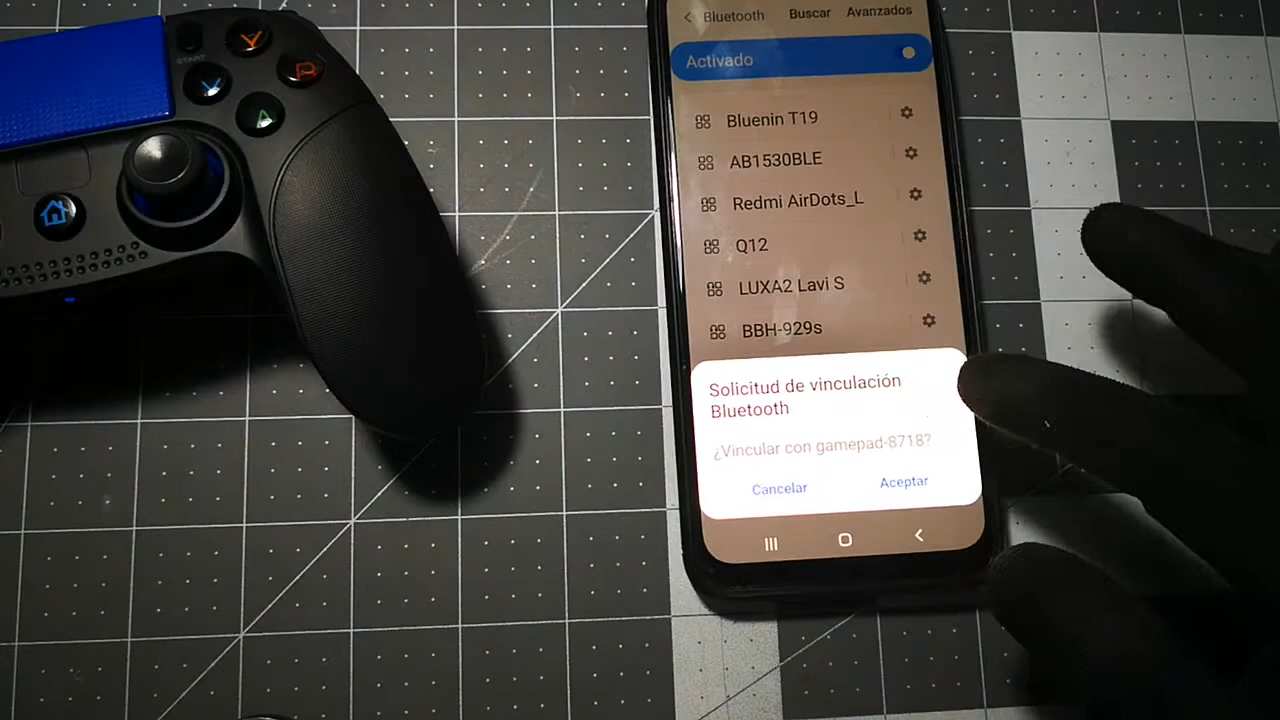 Bluetooth Buscar Avanzados
Activado
Bluenin T19
AB1530BLE
Redmi AirDots_L
Q12
LUXA2 Lavi S
BBH-929s
Solicitud de vinculación
Bluetooth
¿Vincular con gamepad-8718?
Cancelar Aceptar
START
Y
X
B
A